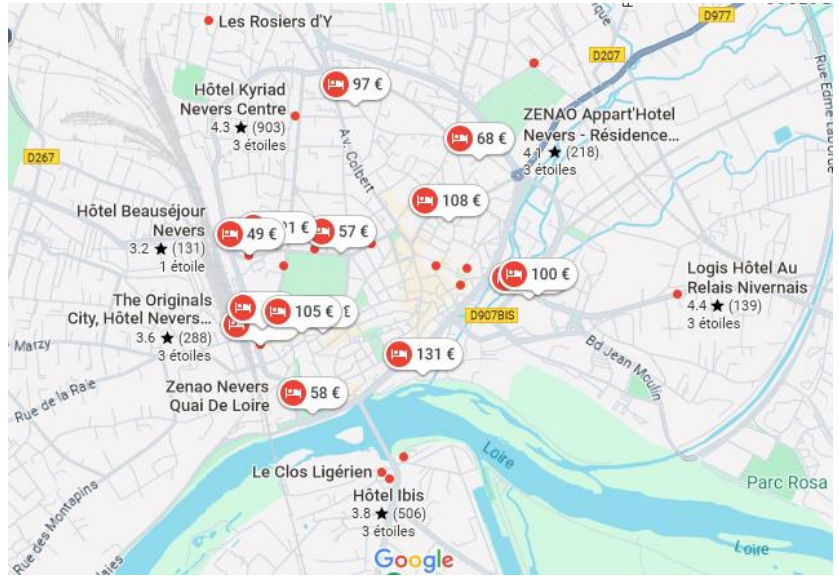 D977
Les Rosiers d'Y
D207
Hôtel Kyriad
Nevers Centre
4.3 ★ (903)
3 étoiles
97 €
Av. Colbert
68 €
ZENAO Appart'Hotel
Nevers - Résidence...
4.1 ★ (218)
3 étoiles
D267
108 €
Hôtel Beauséjour
Nevers
3.2 ★ (131)
1 étoile
49 €
57 €
100 €
Logis Hôtel Au
Relais Nivernais
4.4 ★ (139)
3 étoiles
The Originals
City, Hôtel Nevers...
3.6 ★ (288)
3 étoiles
105 €
€
D907BIS
Marzy
Bd Jean Moulin
131 €
Rue de la Raie
Zenao Nevers
Quai De Loire
58 €
Loire
Le Clos Ligérien
Parc Rosa
Hôtel Ibis
3.8 ★ (506)
3 étoiles
Rue des Montapins
Loire
Google